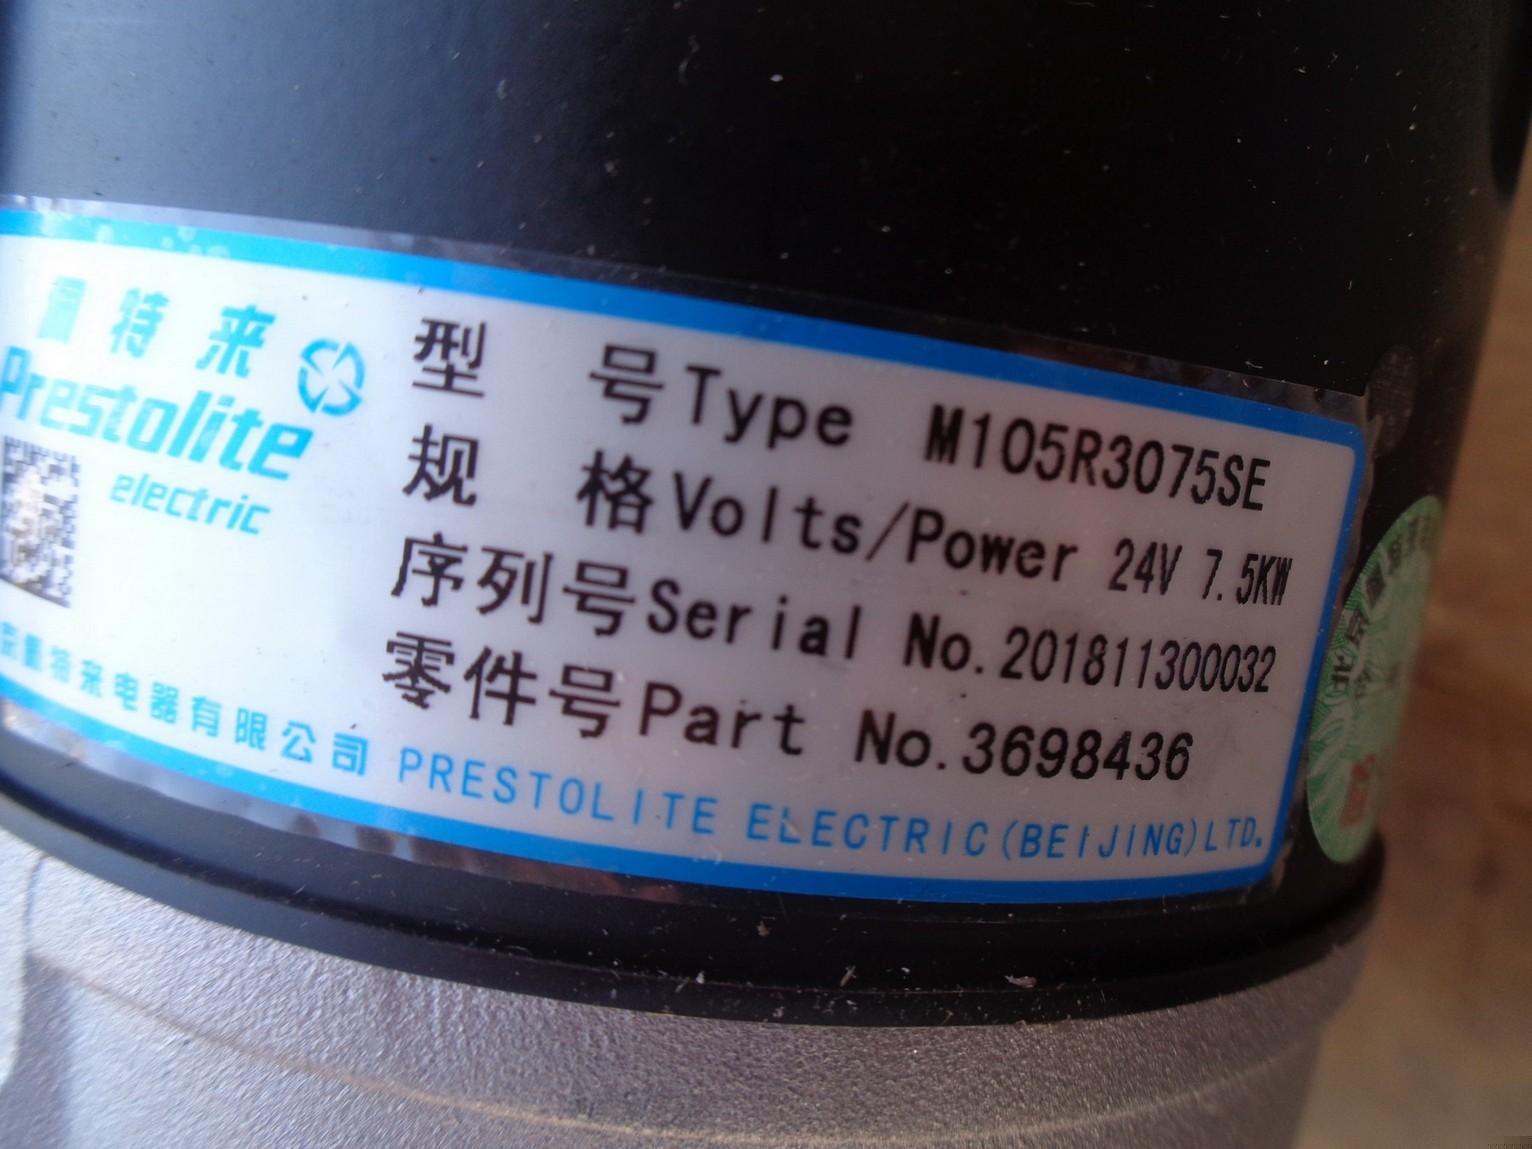 特来
Prestolite
electric
型 号Type M105R3075SE
规 格Volts/Power 24V 7.5KW
序列号Serial No.201811300032
零件号Part No.3698436
特来电器有限公司 PRESTOLITE ELECTRIC(BEIJING)LTD.
北京